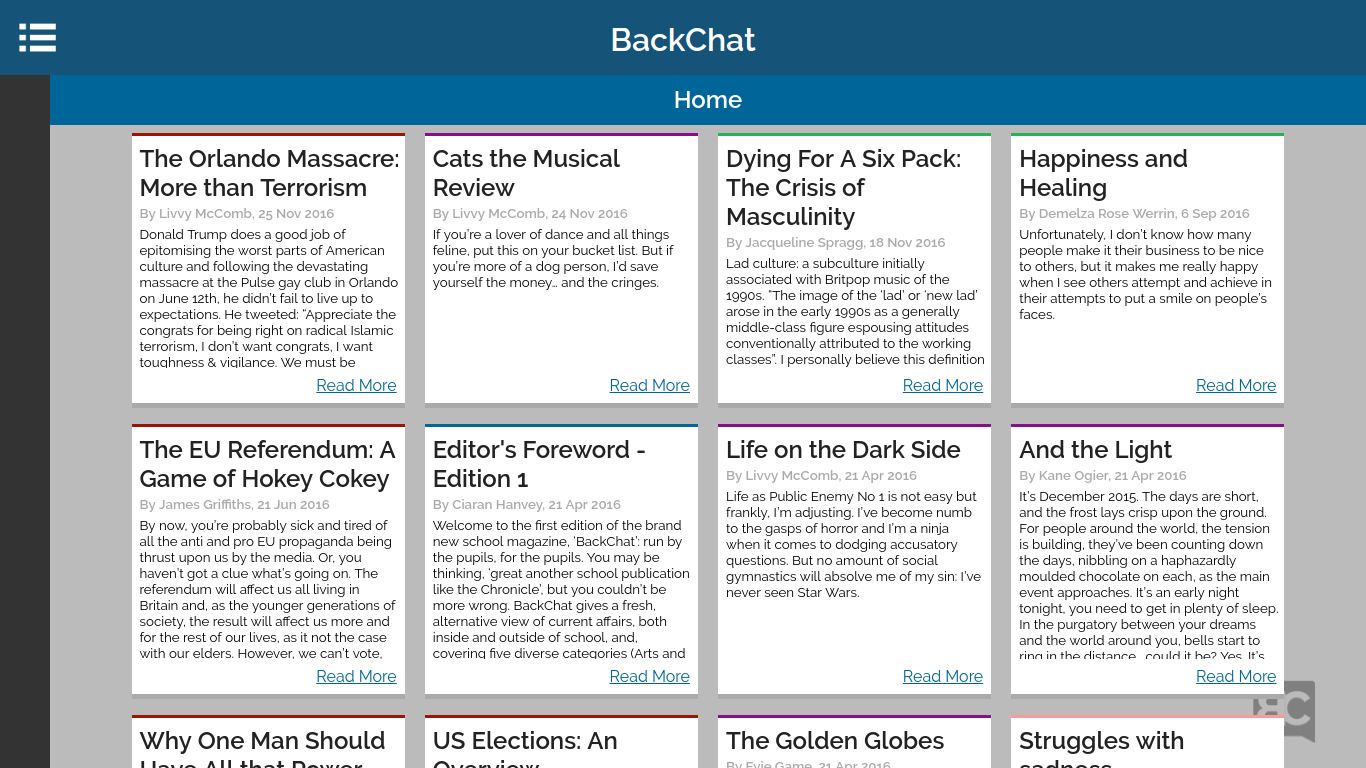 BackChat
Home
The Orlando Massacre:
More than Terrorism
By Livvy McComb, 25 Nov 2016
Donald Trump does a good job of
epitomising the worst parts of American
culture and following the devastating
massacre at the Pulse gay club in Orlando
on June 12th, he didn't fail to live up to
expectations. He tweeted: "Appreciate the
congrats for being right on radical Islamic
terrorism, I don't want congrats, I want
toughness & vigilance. We must be
Read More
Cats the Musical
Review
By Livvy McComb, 24 Nov 2016
If you're a lover of dance and all things
feline, put this on your bucket list. But if
you're more of a dog person, I'd save
yourself the money... and the cringes.
Read More
Dying For A Six Pack:
The Crisis of
Masculinity
By Jacqueline Spragg, 18 Nov 2016
Lad culture: a subculture initially
associated with Britpop music of the
1990s. "The image of the 'lad' or 'new lad'
arose in the early 1990s as a generally
middle-class figure espousing attitudes
conventionally attributed to the working
classes". I personally believe this definition
Read More
Happiness and
Healing
By Demelza Rose Werrin, 6 Sep 2016
Unfortunately, I don't know how many
people make it their business to be nice
to others, but it makes me really happy
when I see others attempt and achieve in
their attempts to put a smile on people's
faces.
Read More
The EU Referendum: A
Game of Hokey Cokey
By James Griffiths, 21 Jun 2016
By now, you're probably sick and tired of
all the anti and pro EU propaganda being
thrust upon us by the media. Or, you
haven't got a clue what's going on. The
referendum will affect us all living in
Britain and, as the younger generations of
society, the result will affect us more and
for the rest of our lives, as it not the case
with our elders. However, we can't vote,
Read More
Editor's Foreword -
Edition 1
By Ciaran Hanvey, 21 Apr 2016
Welcome to the first edition of the brand
new school magazine, 'BackChat': run by
the pupils, for the pupils. You may be
thinking, 'great another school publication
like the Chronicle', but you couldn't be
more wrong. BackChat gives a fresh,
alternative view of current affairs, both
inside and outside of school, and,
covering five diverse categories (Arts and
Read More
Life on the Dark Side
By Livvy McComb, 21 Apr 2016
Life as Public Enemy No 1 is not easy but
frankly, I'm adjusting. I've become numb
to the gasps of horror and I'm a ninja
when it comes to dodging accusatory
questions. But no amount of social
gymnastics will absolve me of my sin: I've
never seen Star Wars.
Read More
And the Light
By Kane Ogier, 21 Apr 2016
It's December 2015. The days are short,
and the frost lays crisp upon the ground.
For people around the world, the tension
is building, they've been counting down
the days, nibbling on a haphazardly
moulded chocolate on each, as the main
event approaches. It's an early night
tonight, you need to get in plenty of sleep.
In the purgatory between your dreams
and the world around you, bells start to
ring in the distance... could it be? Yes. It's
Read More
Why One Man Should
Have All that Power
US Elections: An
Overview
The Golden Globes
By Evie Game, 21 Apr 2016
Struggles with
sadness